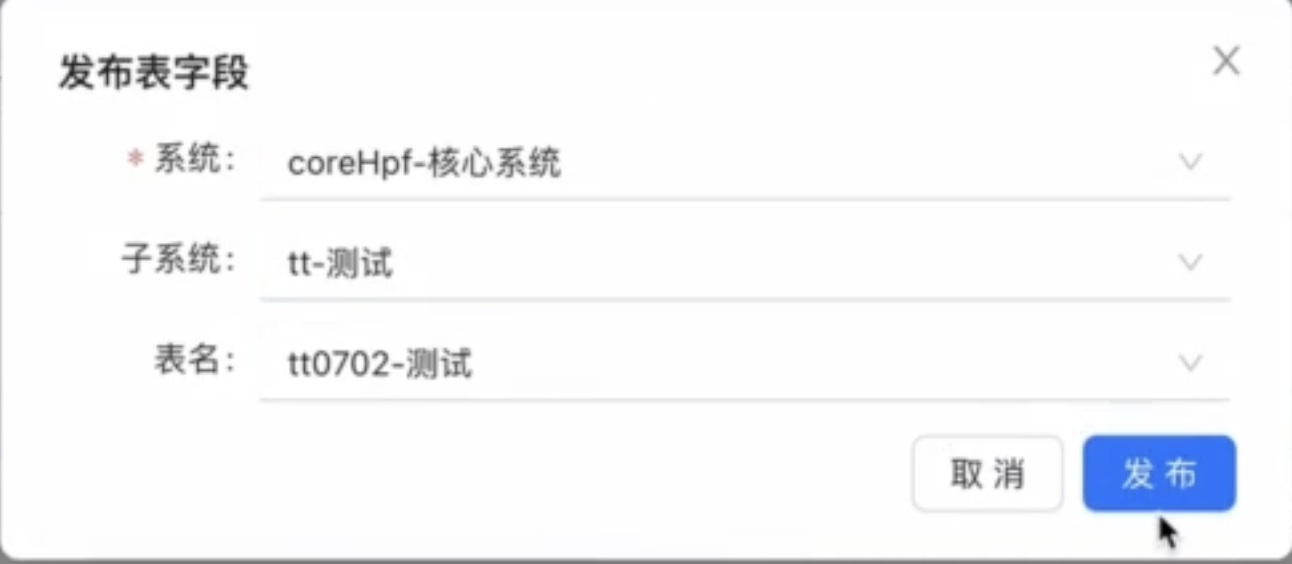 发布表字段
* 系统: coreHpf-核心系统
子系统: tt-测试
表名: tt0702-测试
取 消 发 布